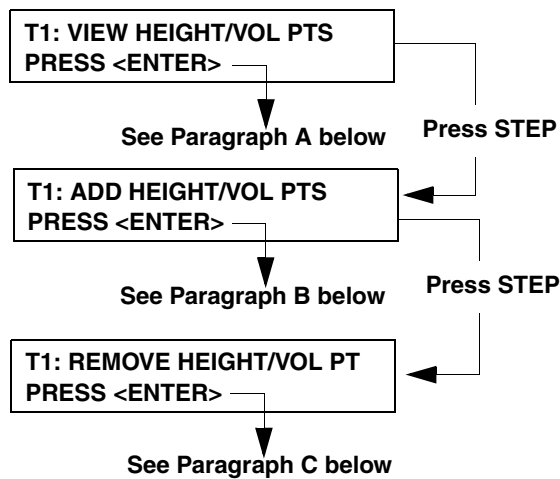 T1: VIEW HEIGHT/VOL PTS
PRESS <ENTER>
See Paragraph A below
Press STEP
T1: ADD HEIGHT/VOL PTS
PRESS <ENTER>
See Paragraph B below
Press STEP
T1: REMOVE HEIGHT/VOL PT
PRESS <ENTER>
See Paragraph C below